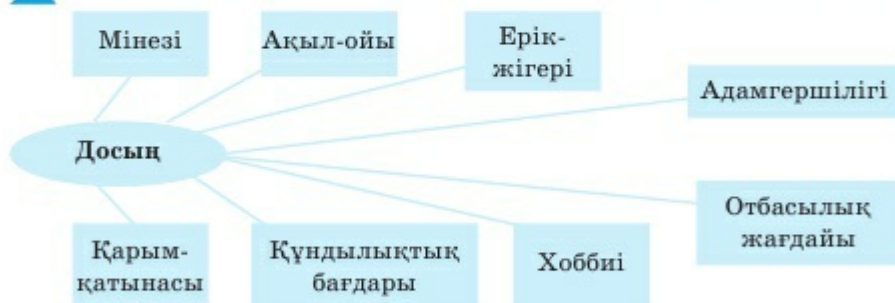 Мінезі
Ақыл-ойы
Ерік-
жігері
Адамгершілігі
Досың
Отбасылық
жағдайы
Қарым-
қатынасы
Құндылықтық
бағдары
Хоббиі